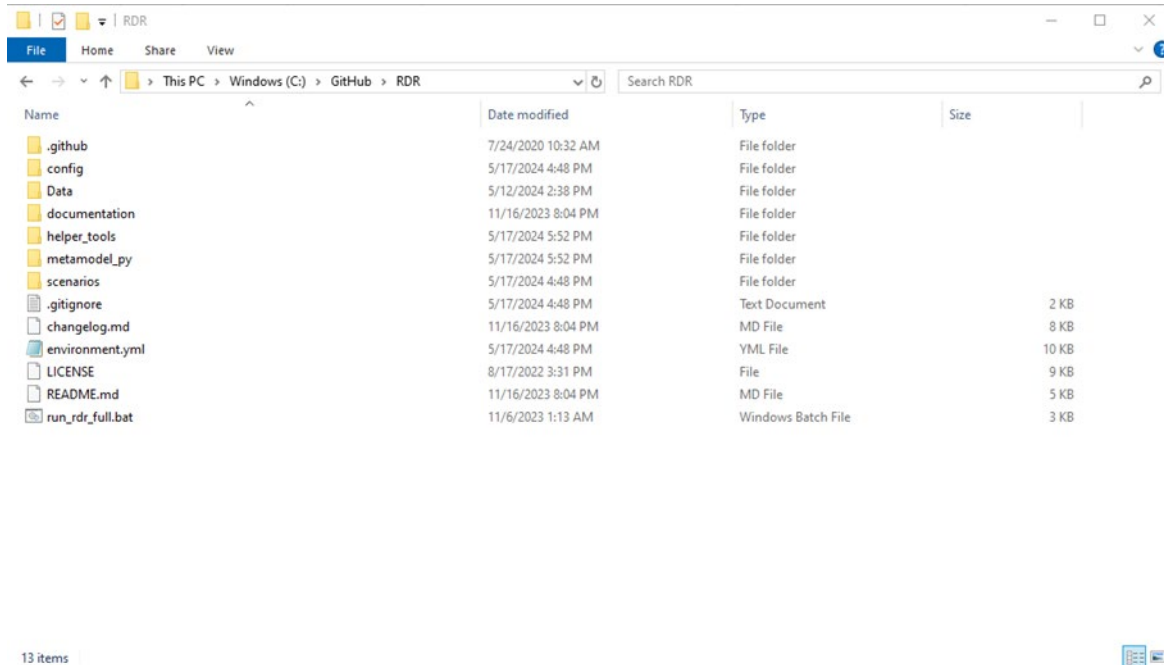 RDR
File Home Share View
This PC > Windows (C:) > GitHub > RDR Search RDR
Name Date modified Type Size
.github 7/24/2020 10:32 AM File folder
config 5/17/2024 4:48 PM File folder
Data 5/12/2024 2:38 PM File folder
documentation 11/16/2023 8:04 PM File folder
helper_tools 5/17/2024 5:52 PM File folder
metamodel_py 5/17/2024 5:52 PM File folder
scenarios 5/17/2024 4:48 PM File folder
.gitignore 5/17/2024 4:48 PM Text Document 2 KB
changelog.md 11/16/2023 8:04 PM MD File 8 KB
environment.yml 5/17/2024 4:48 PM YML File 10 KB
LICENSE 8/17/2022 3:31 PM File 9 KB
README.md 11/16/2023 8:04 PM MD File 5 KB
run_rdr_full.bat 11/6/2023 1:13 AM Windows Batch File 3 KB
13 items